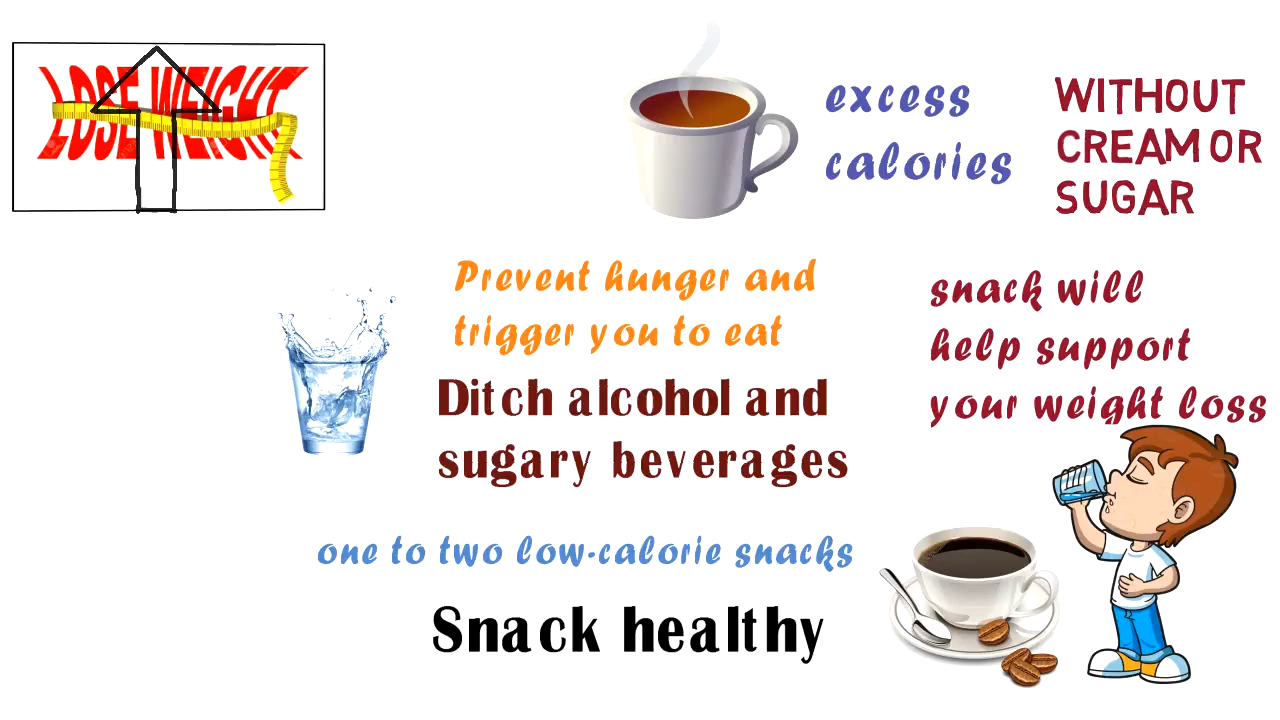 LOSE WEIGHT
excess
calories
WITHOUT
CREAM OR
SUGAR
Prevent hunger and
trigger you to eat
snack will
help support
your weight loss
Ditch alcohol and
sugary beverages
one to two low-calorie snacks
Snack healthy